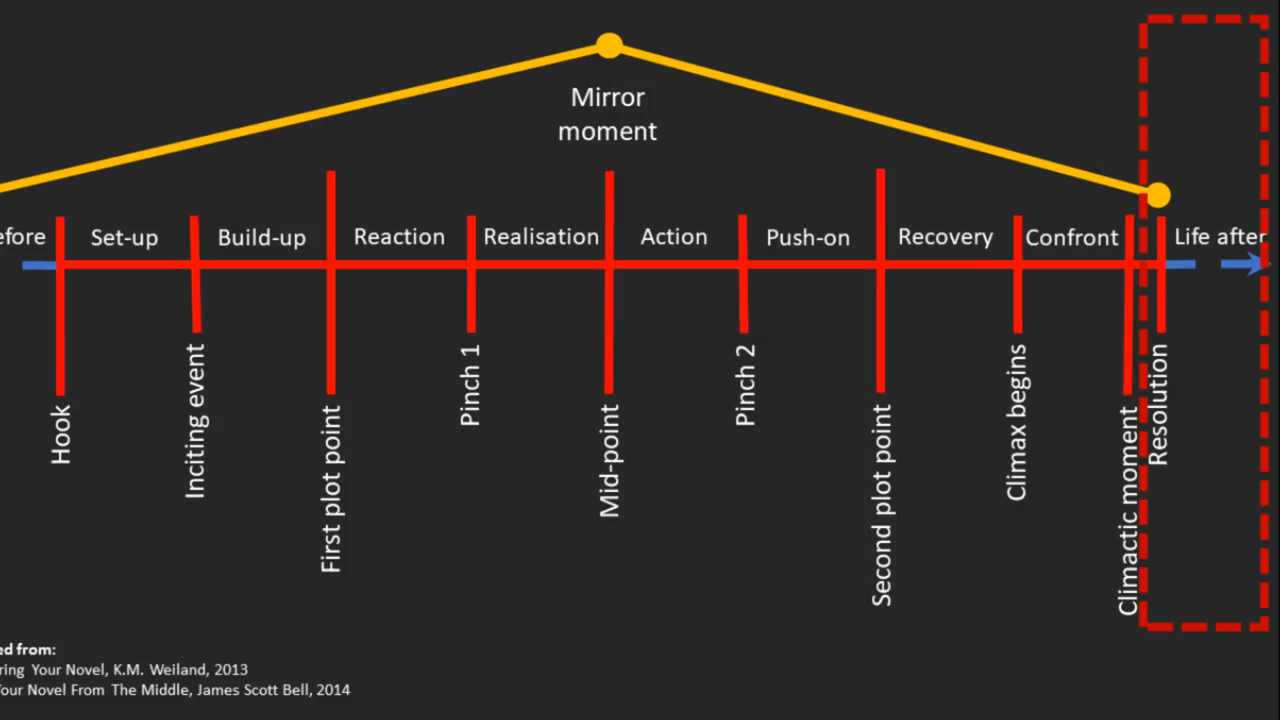 Mirror
moment
efore Set-up Build-up Reaction Realisation Action Push-on Recovery Confront Life after
Hook
Inciting event
First plot point
Pinch 1
Mid-point
Pinch 2
Second plot point
Climax begins
Climactic moment
Resolution
ed from:
ring Your Novel, K.M. Weiland, 2013
Your Novel From The Middle, James Scott Bell, 2014